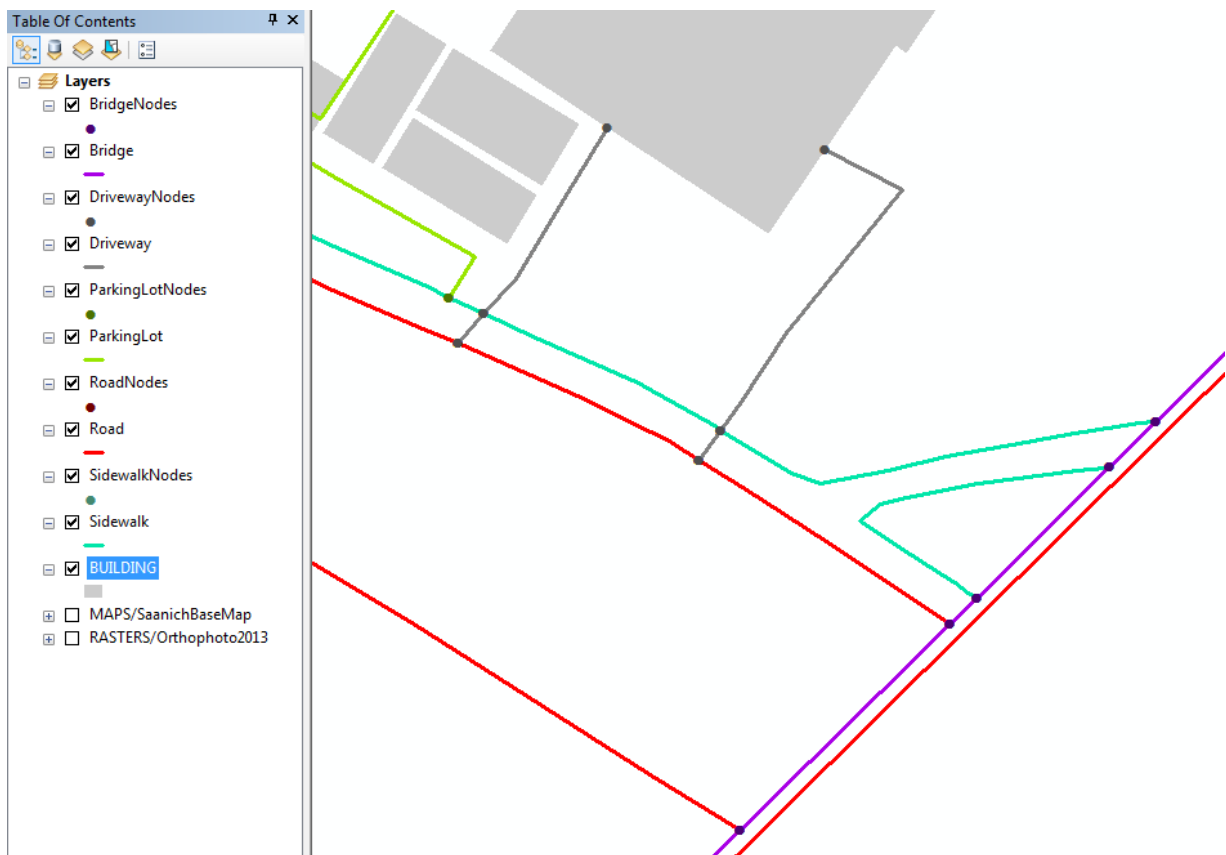 Table Of Contents
Layers
BridgeNodes
Bridge
DrivewayNodes
Driveway
ParkingLotNodes
ParkingLot
RoadNodes
Road
SidewalkNodes
Sidewalk
BUILDING
MAPS/SaanichBaseMap
RASTERS/Orthophoto2013